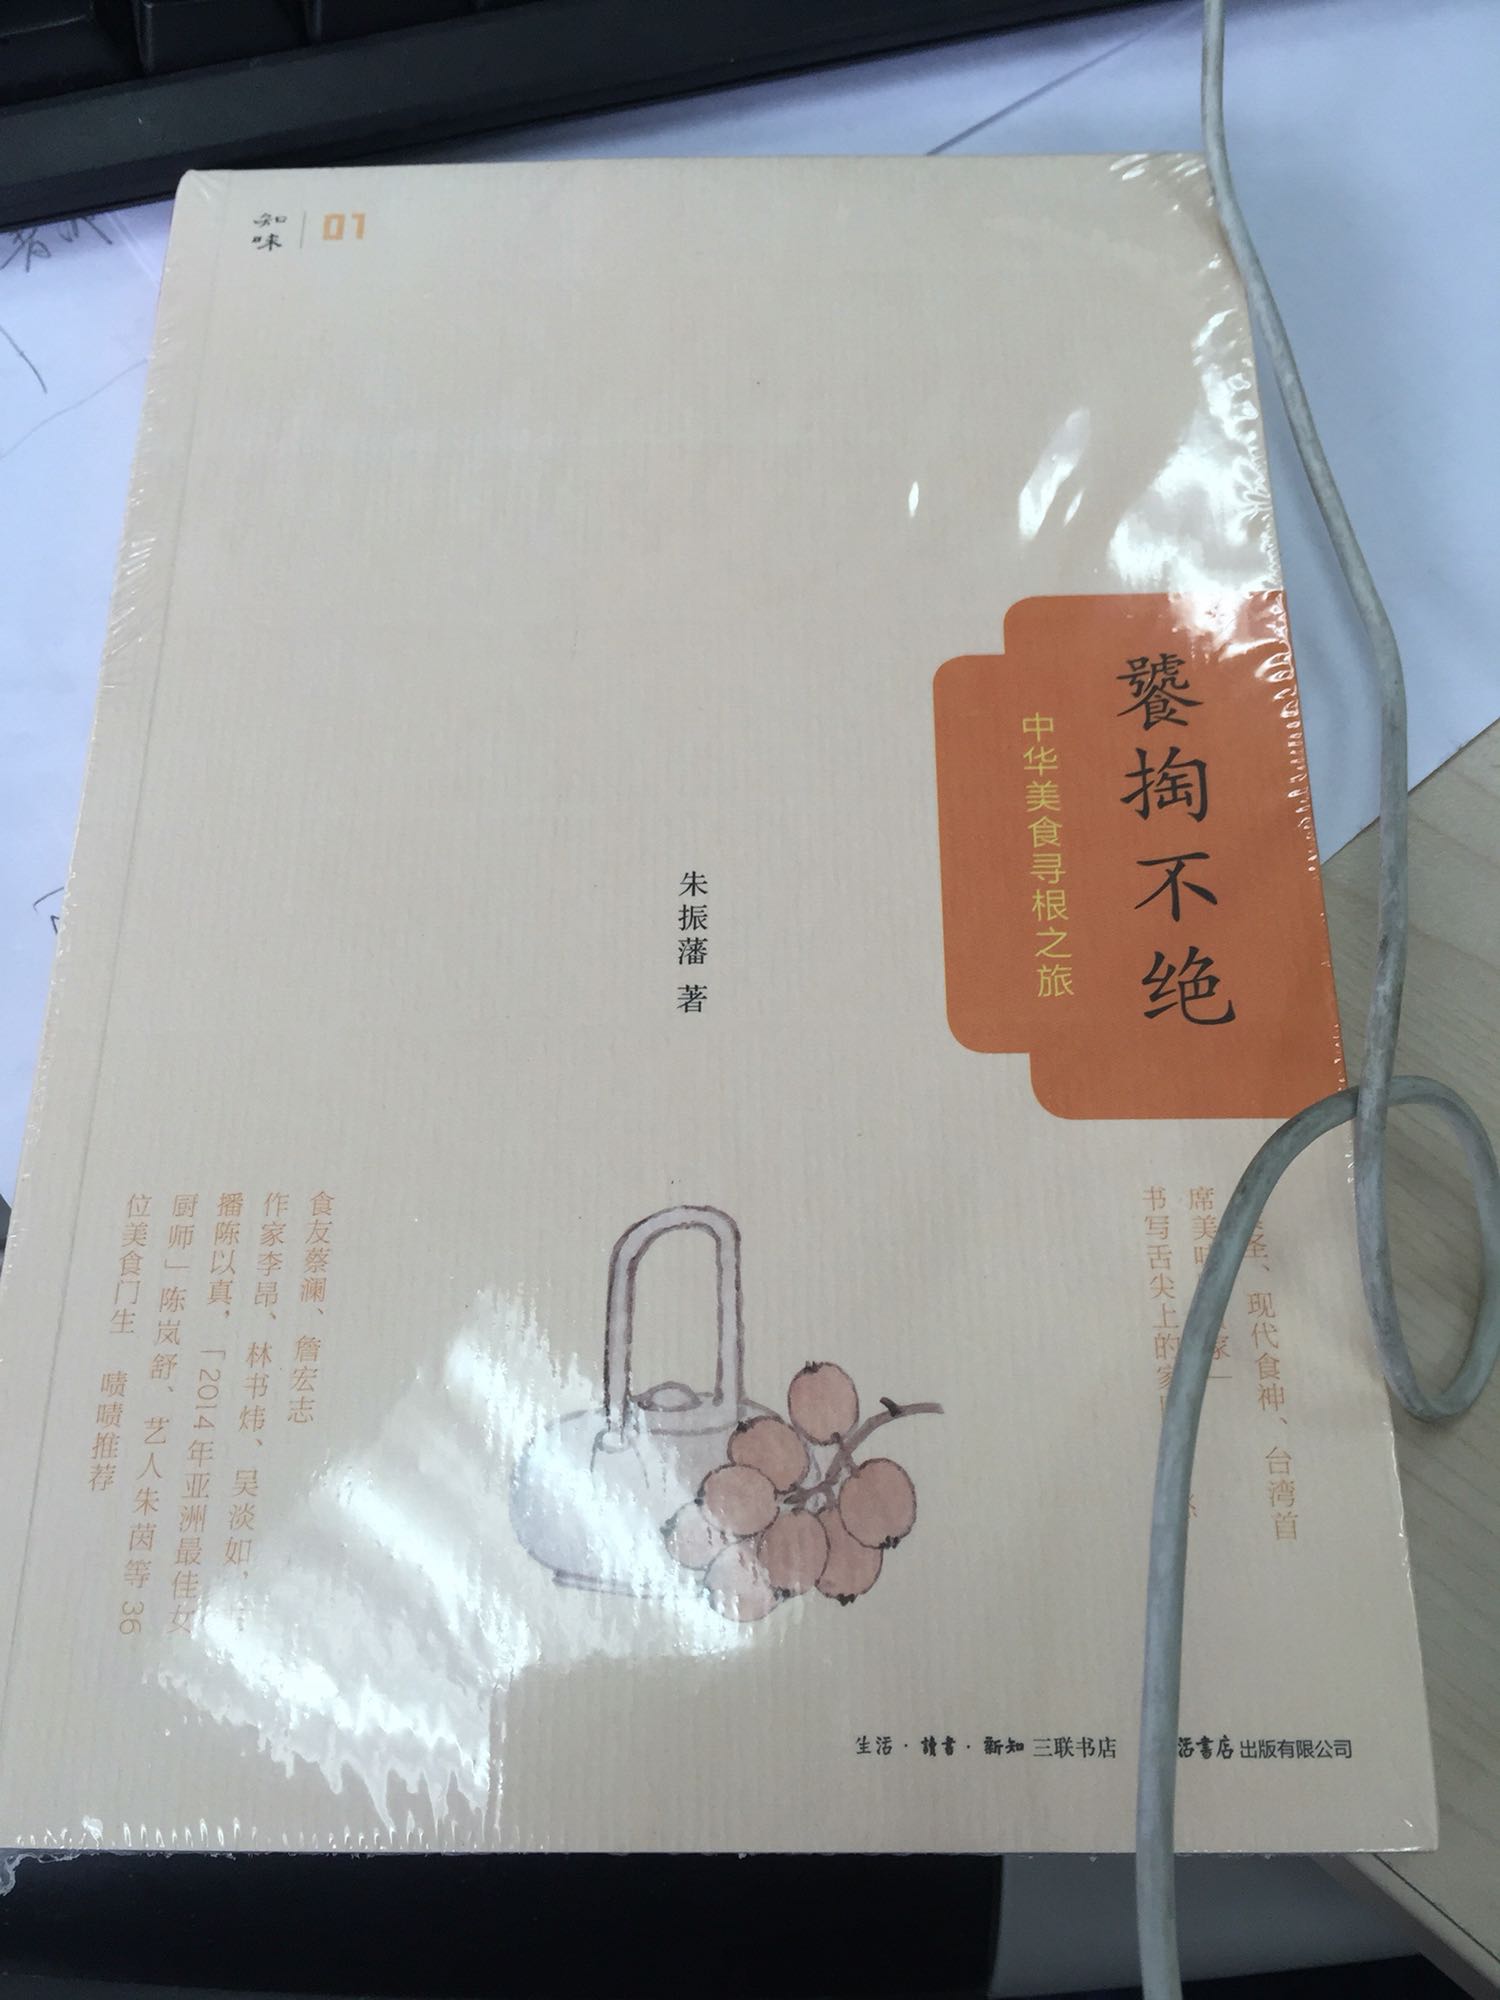 知味
01
饕掏不绝
中华美食寻根之旅
朱振藩 著
圣、现代食神、台湾首
席美
书写舌尖上的家
食友蔡澜、詹宏志
作家李昂、林书炜、吴淡如，
播陈以真，「2014年亚洲最佳女
厨师」陈岚舒、艺人朱茵等36
位美食门生 啧啧推荐
生活·讀書·新知 三联书店
活書店出版有限公司